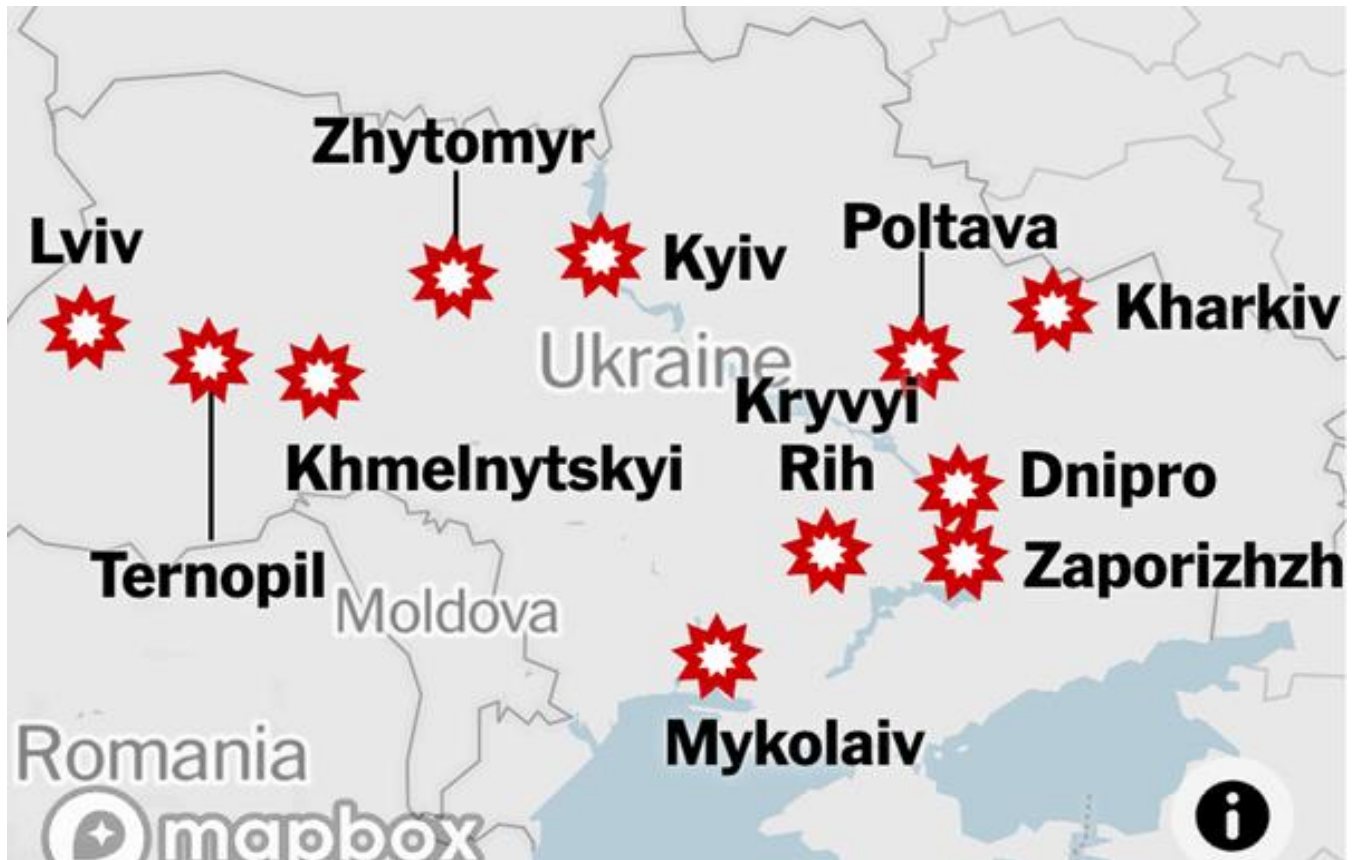 Zhytomyr
Lviv
Kyiv
Poltava
Kharkiv
Ukraine
Kryvyi
Rih
Khmelnytskyi
Dnipro
Ternopil
Zaporizhzh
Moldova
Mykolaiv
Romania
mapbox
i